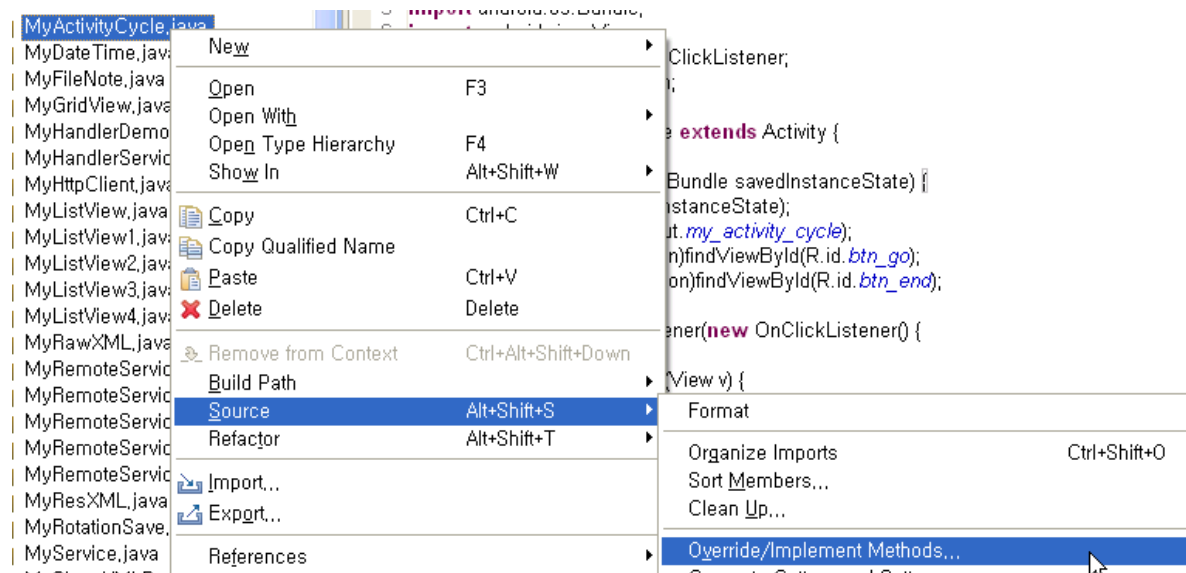 MyActivityCycle.java
MyDateTime.java
MyFileNote.java
MyGridView.java
MyHandlerDemo
MyHandlerServic
MyHttpClient.java
MyListView.java
MyListView1.java
MyListView2.java
MyListView3.java
MyListView4.java
MyRawXML.java
MyRemoteServic
MyRemoteServic
MyRemoteServic
MyRemoteServic
MyRemoteServic
MyResXML.java
MyRotationSave.
MyService.java
New
Open F3
Open With
Open Type Hierarchy F4
Show In Alt+Shift+W
Copy Ctrl+C
Copy Qualified Name
Paste Ctrl+V
Delete Delete
Remove from Context Ctrl+Alt+Shift+Down
Build Path
Source Alt+Shift+S
Refactor Alt+Shift+T
Import...
Export...
References
import android.os.Bundle;
ClickListener;
extends Activity {
Bundle savedInstanceState) {
nstanceState);
ut.my_activity_cycle);
n)findViewById(R.id.btn_go);
on)findViewById(R.id.btn_end);
ener(new OnClickListener() {
(View v) {
Format
Organize Imports Ctrl+Shift+O
Sort Members...
Clean Up...
Override/Implement Methods...